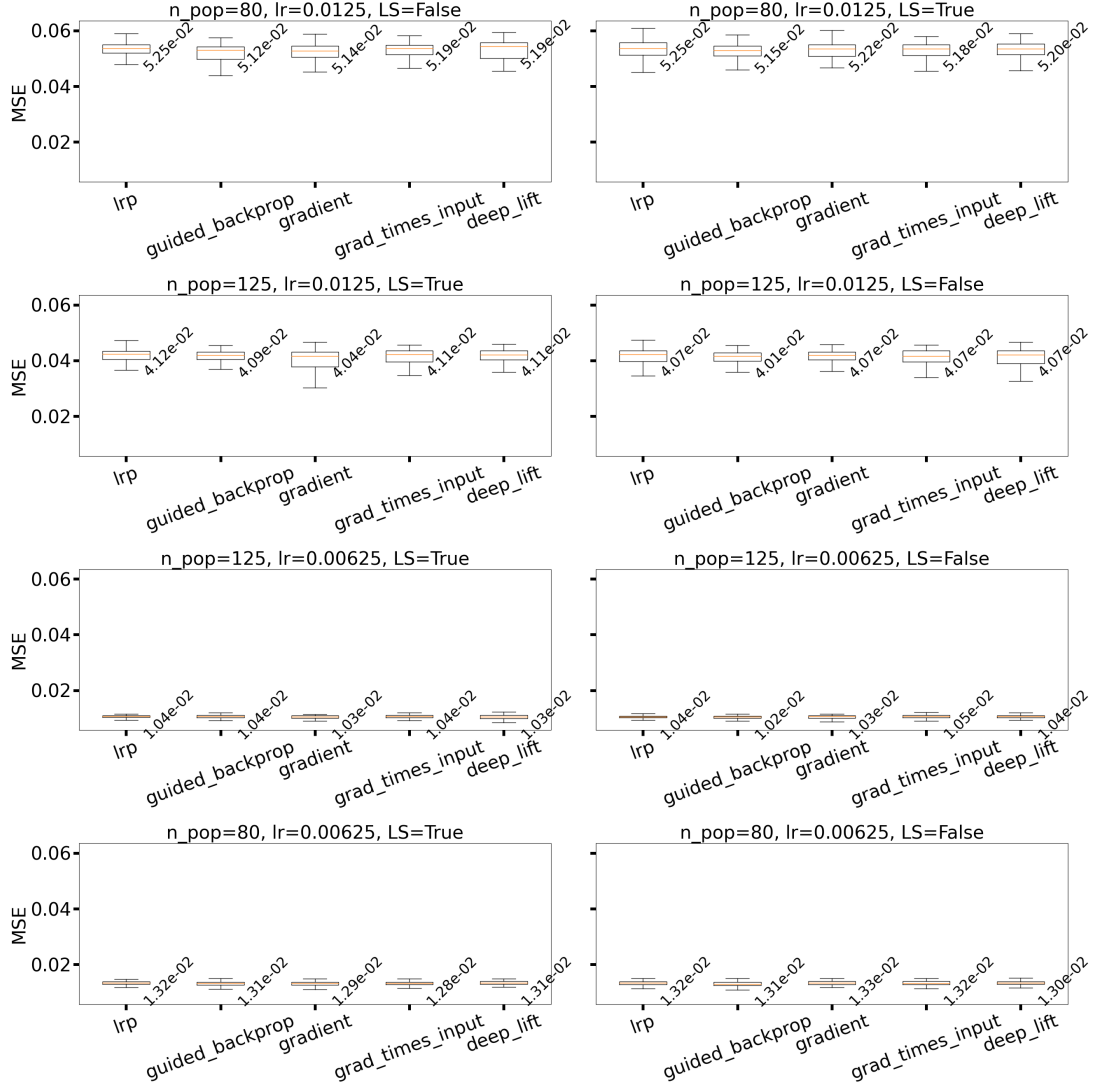 n_pop=80, lr=0.0125, LS=False
MSE
0.06
0.04
0.02
5.25e-02
5.12e-02
5.14e-02
5.19e-02
5.19e-02
lrp
guided_backprop
gradient
grad_times_input
deep_lift
n_pop=80, lr=0.0125, LS=True
5.25e-02
5.15e-02
5.22e-02
5.18e-02
5.20e-02
lrp
guided_backprop
gradient
grad_times_input
deep_lift
n_pop=125, lr=0.0125, LS=True
MSE
0.06
0.04
0.02
4.12e-02
4.09e-02
4.04e-02
4.11e-02
4.11e-02
lrp
guided_backprop
gradient
grad_times_input
deep_lift
n_pop=125, lr=0.0125, LS=False
4.07e-02
4.01e-02
4.07e-02
4.07e-02
4.07e-02
lrp
guided_backprop
gradient
grad_times_input
deep_lift
n_pop=125, lr=0.00625, LS=True
MSE
0.06
0.04
0.02
1.04e-02
1.04e-02
1.03e-02
1.04e-02
1.03e-02
lrp
guided_backprop
gradient
grad_times_input
deep_lift
n_pop=125, lr=0.00625, LS=False
1.04e-02
1.02e-02
1.03e-02
1.05e-02
1.04e-02
lrp
guided_backprop
gradient
grad_times_input
deep_lift
n_pop=80, lr=0.00625, LS=True
MSE
0.06
0.04
0.02
1.32e-02
1.31e-02
1.29e-02
1.28e-02
1.31e-02
lrp
guided_backprop
gradient
grad_times_input
deep_lift
n_pop=80, lr=0.00625, LS=False
1.32e-02
1.31e-02
1.33e-02
1.32e-02
1.30e-02
lrp
guided_backprop
gradient
grad_times_input
deep_lift